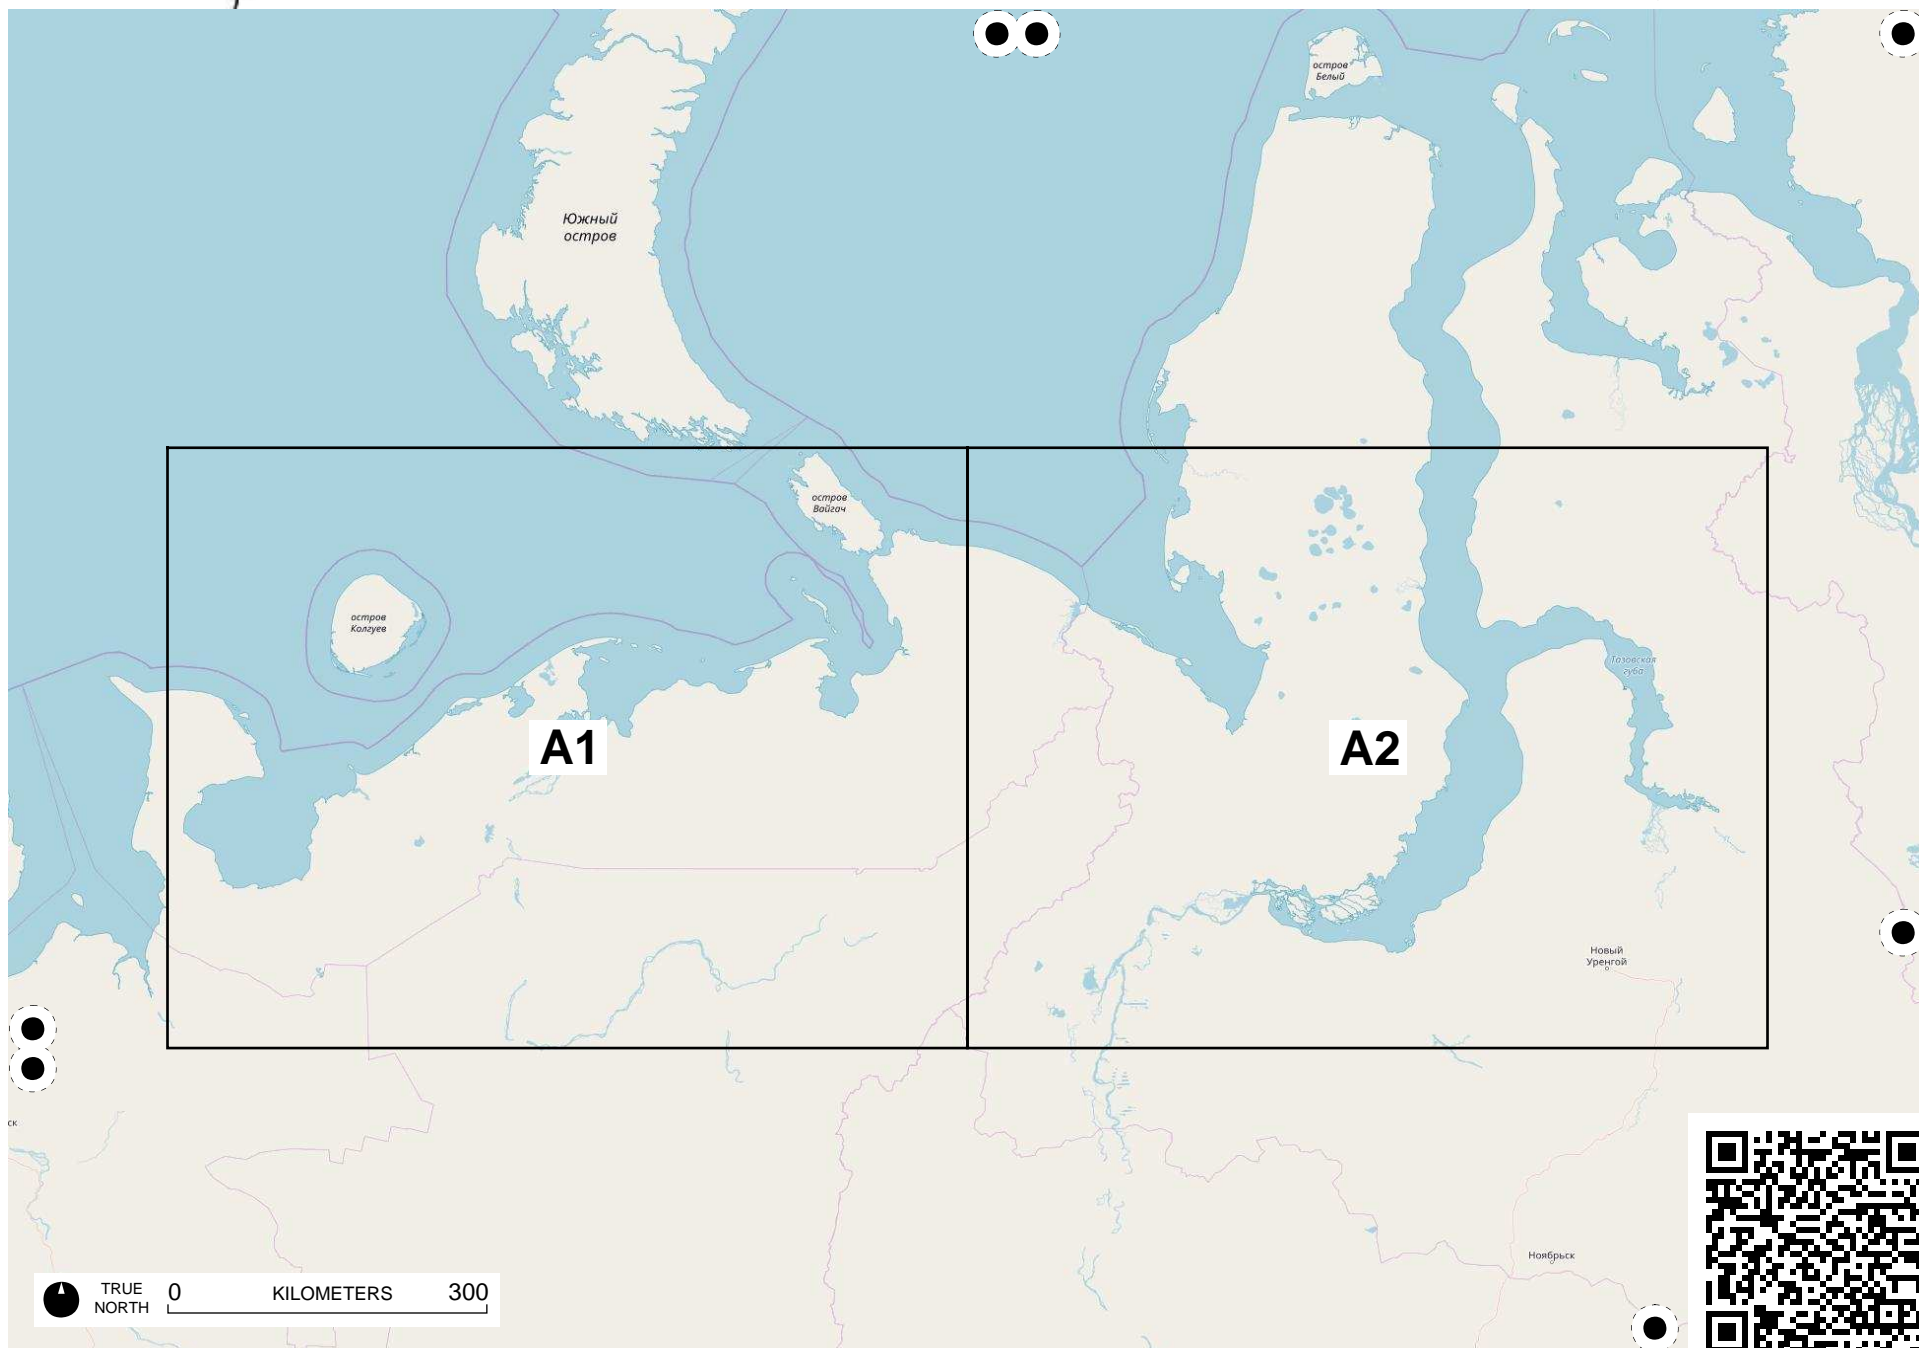 остров
Белый
Южный
остров
остров
Вайгач
остров
Колгуев
Тазовская
губа
A1
A2
Новый
Уренгой
ск
Ноябрьск
TRUE
NORTH
0 KILOMETERS 300